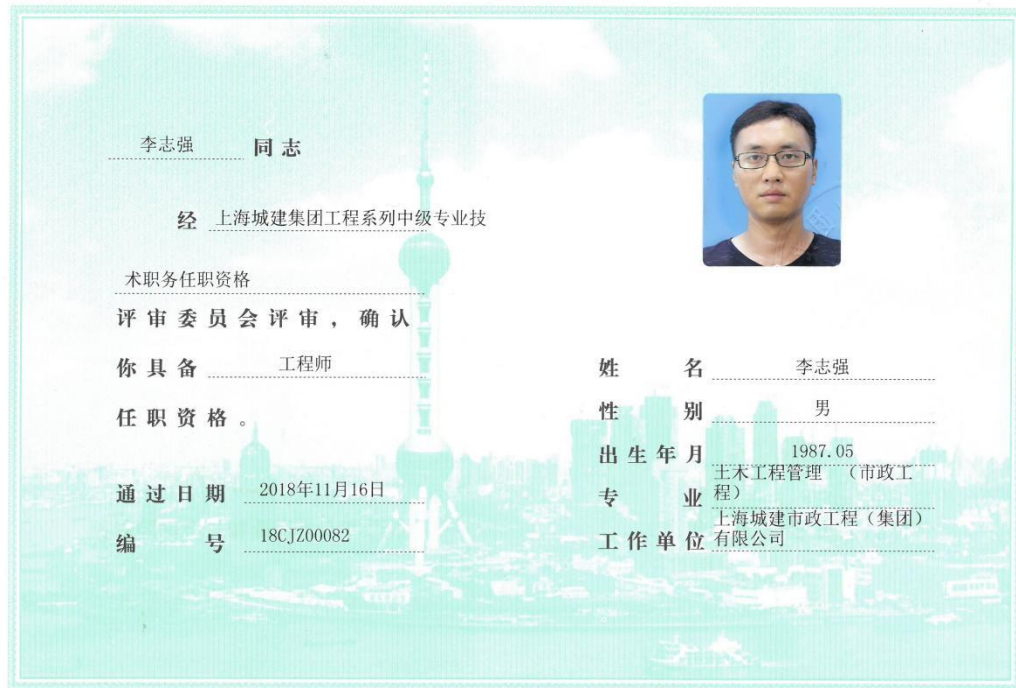 李志强 同志
经 上海城建集团工程系列中级专业技
术职务任职资格
评审委员会评审，确认
你具备 工程师
任职资格。
通过日期 2018年11月16日
编号 18CJZ00082
姓名 李志强
性别 男
出生年月 1987.05
专业 土木工程管理 （市政工
程）
工作单位 上海城建市政工程（集团）
有限公司